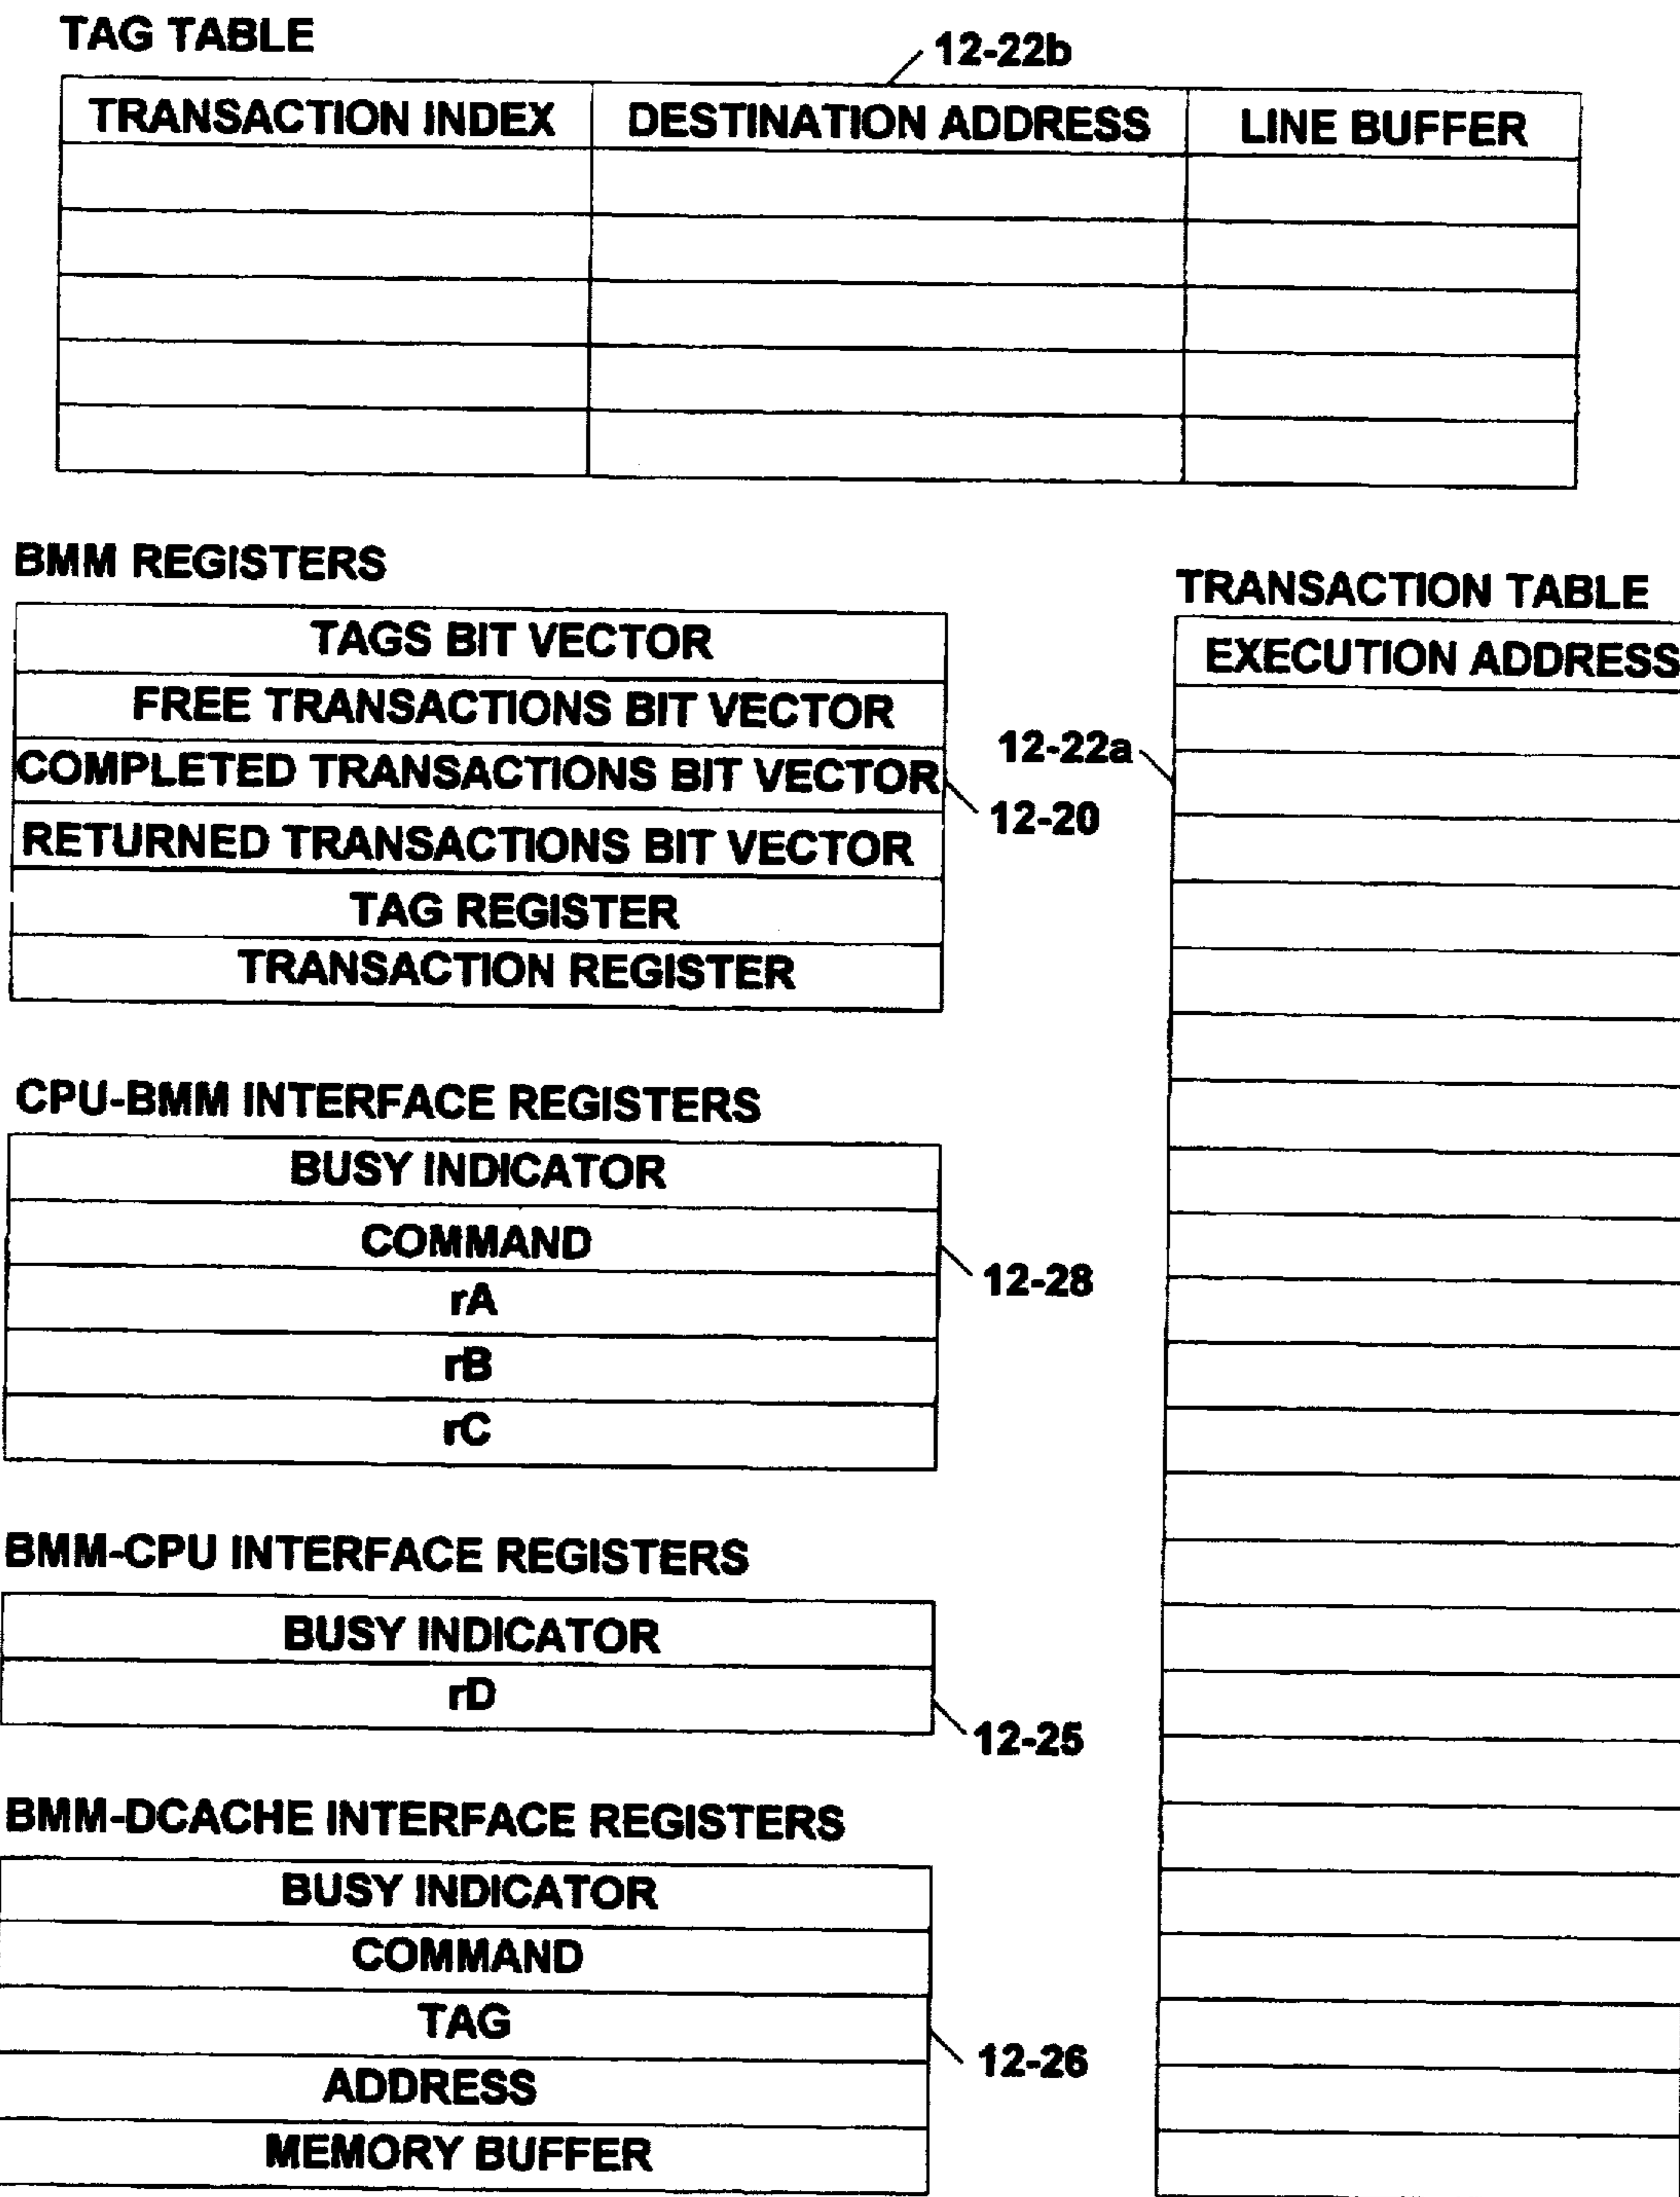 TAG TABLE
12-22b
TRANSACTION INDEX DESTINATION ADDRESS LINE BUFFER
BMM REGISTERS
TAGS BIT VECTOR
FREE TRANSACTIONS BIT VECTOR
COMPLETED TRANSACTIONS BIT VECTOR
12-20
RETURNED TRANSACTIONS BIT VECTOR
TAG REGISTER
TRANSACTION REGISTER
TRANSACTION TABLE
EXECUTION ADDRESS
12-22a
CPU-BMM INTERFACE REGISTERS
BUSY INDICATOR
COMMAND
12-28
rA
rB
rC
BMM-CPU INTERFACE REGISTERS
BUSY INDICATOR
rD
12-25
BMM-DCACHE INTERFACE REGISTERS
BUSY INDICATOR
COMMAND
TAG
12-26
ADDRESS
MEMORY BUFFER